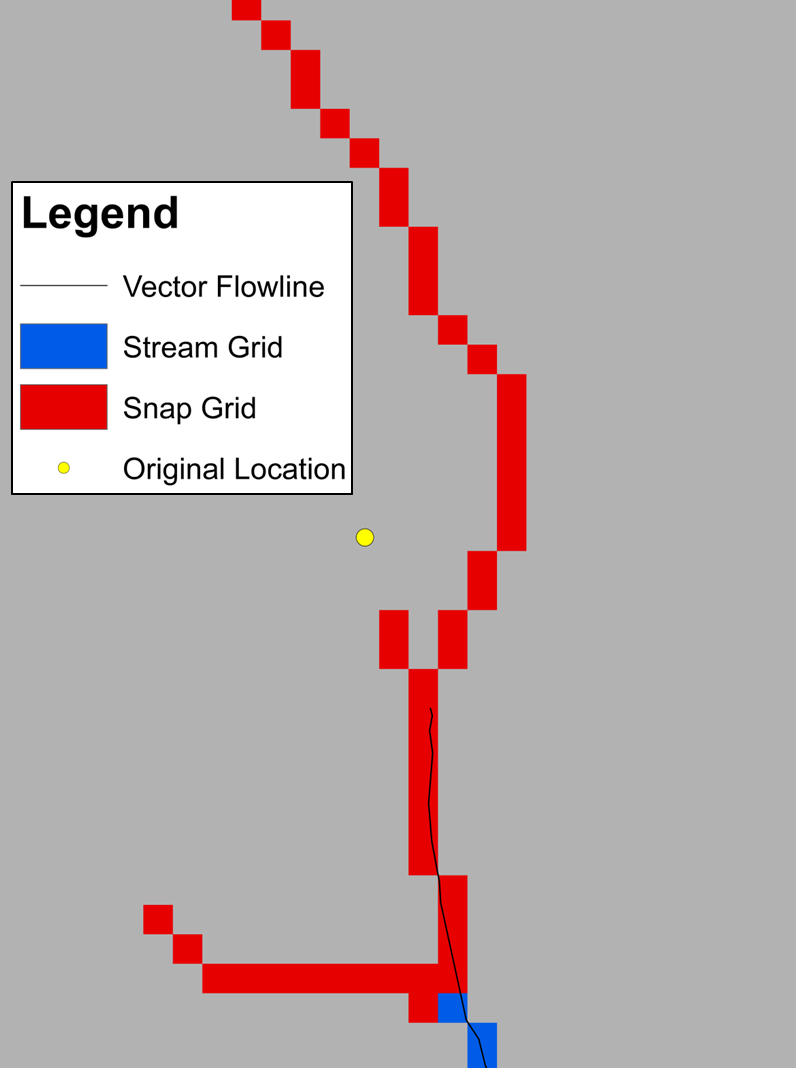 Legend
Vector Flowline
Stream Grid
Snap Grid
Original Location